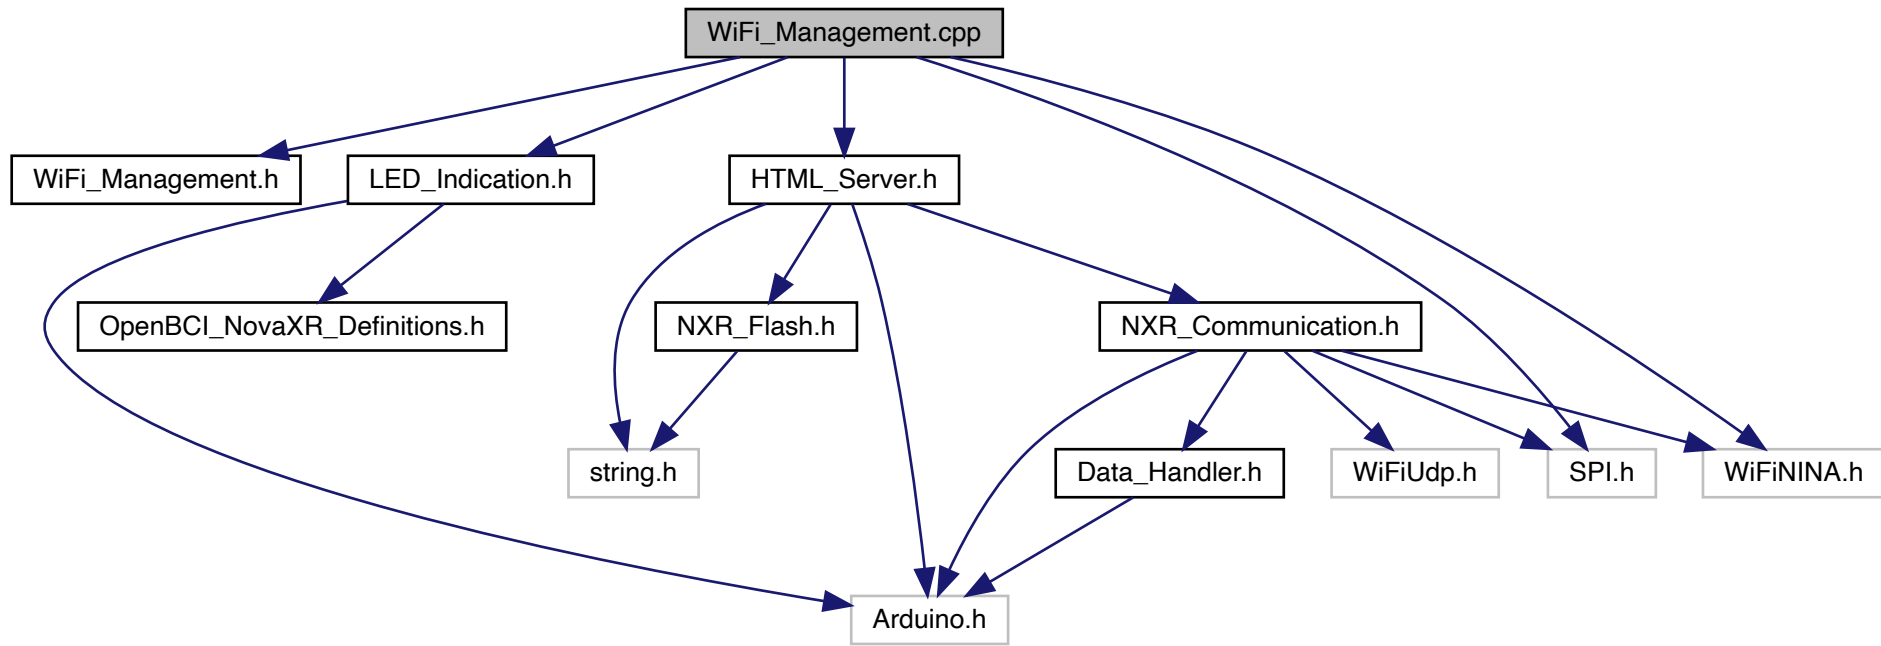 WiFi_Management.cpp
WiFi_Management.h
LED_Indication.h
HTML_Server.h
OpenBCI_NovaXR_Definitions.h
NXR_Flash.h
NXR_Communication.h
string.h
Data_Handler.h
WiFiUdp.h
SPI.h
WiFiNINA.h
Arduino.h